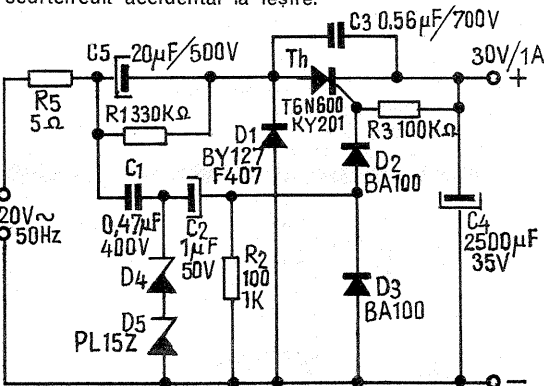 scurtcircuit accidental la ieșire.
C3 0.56µF/700V
C5 20µF/500V
Th
30V/1A
+
R5
5Ω
R1 330KΩ
T6N600
KY201
R3 100KΩ
D1
BY127
F407
D2
BA100
C1
0,47µF
400V
C2
1µF
50V
R2
100
1K
C4
2500µF
35V
20V~
50Hz
D4
D3
BA100
D5
PL15Z
−